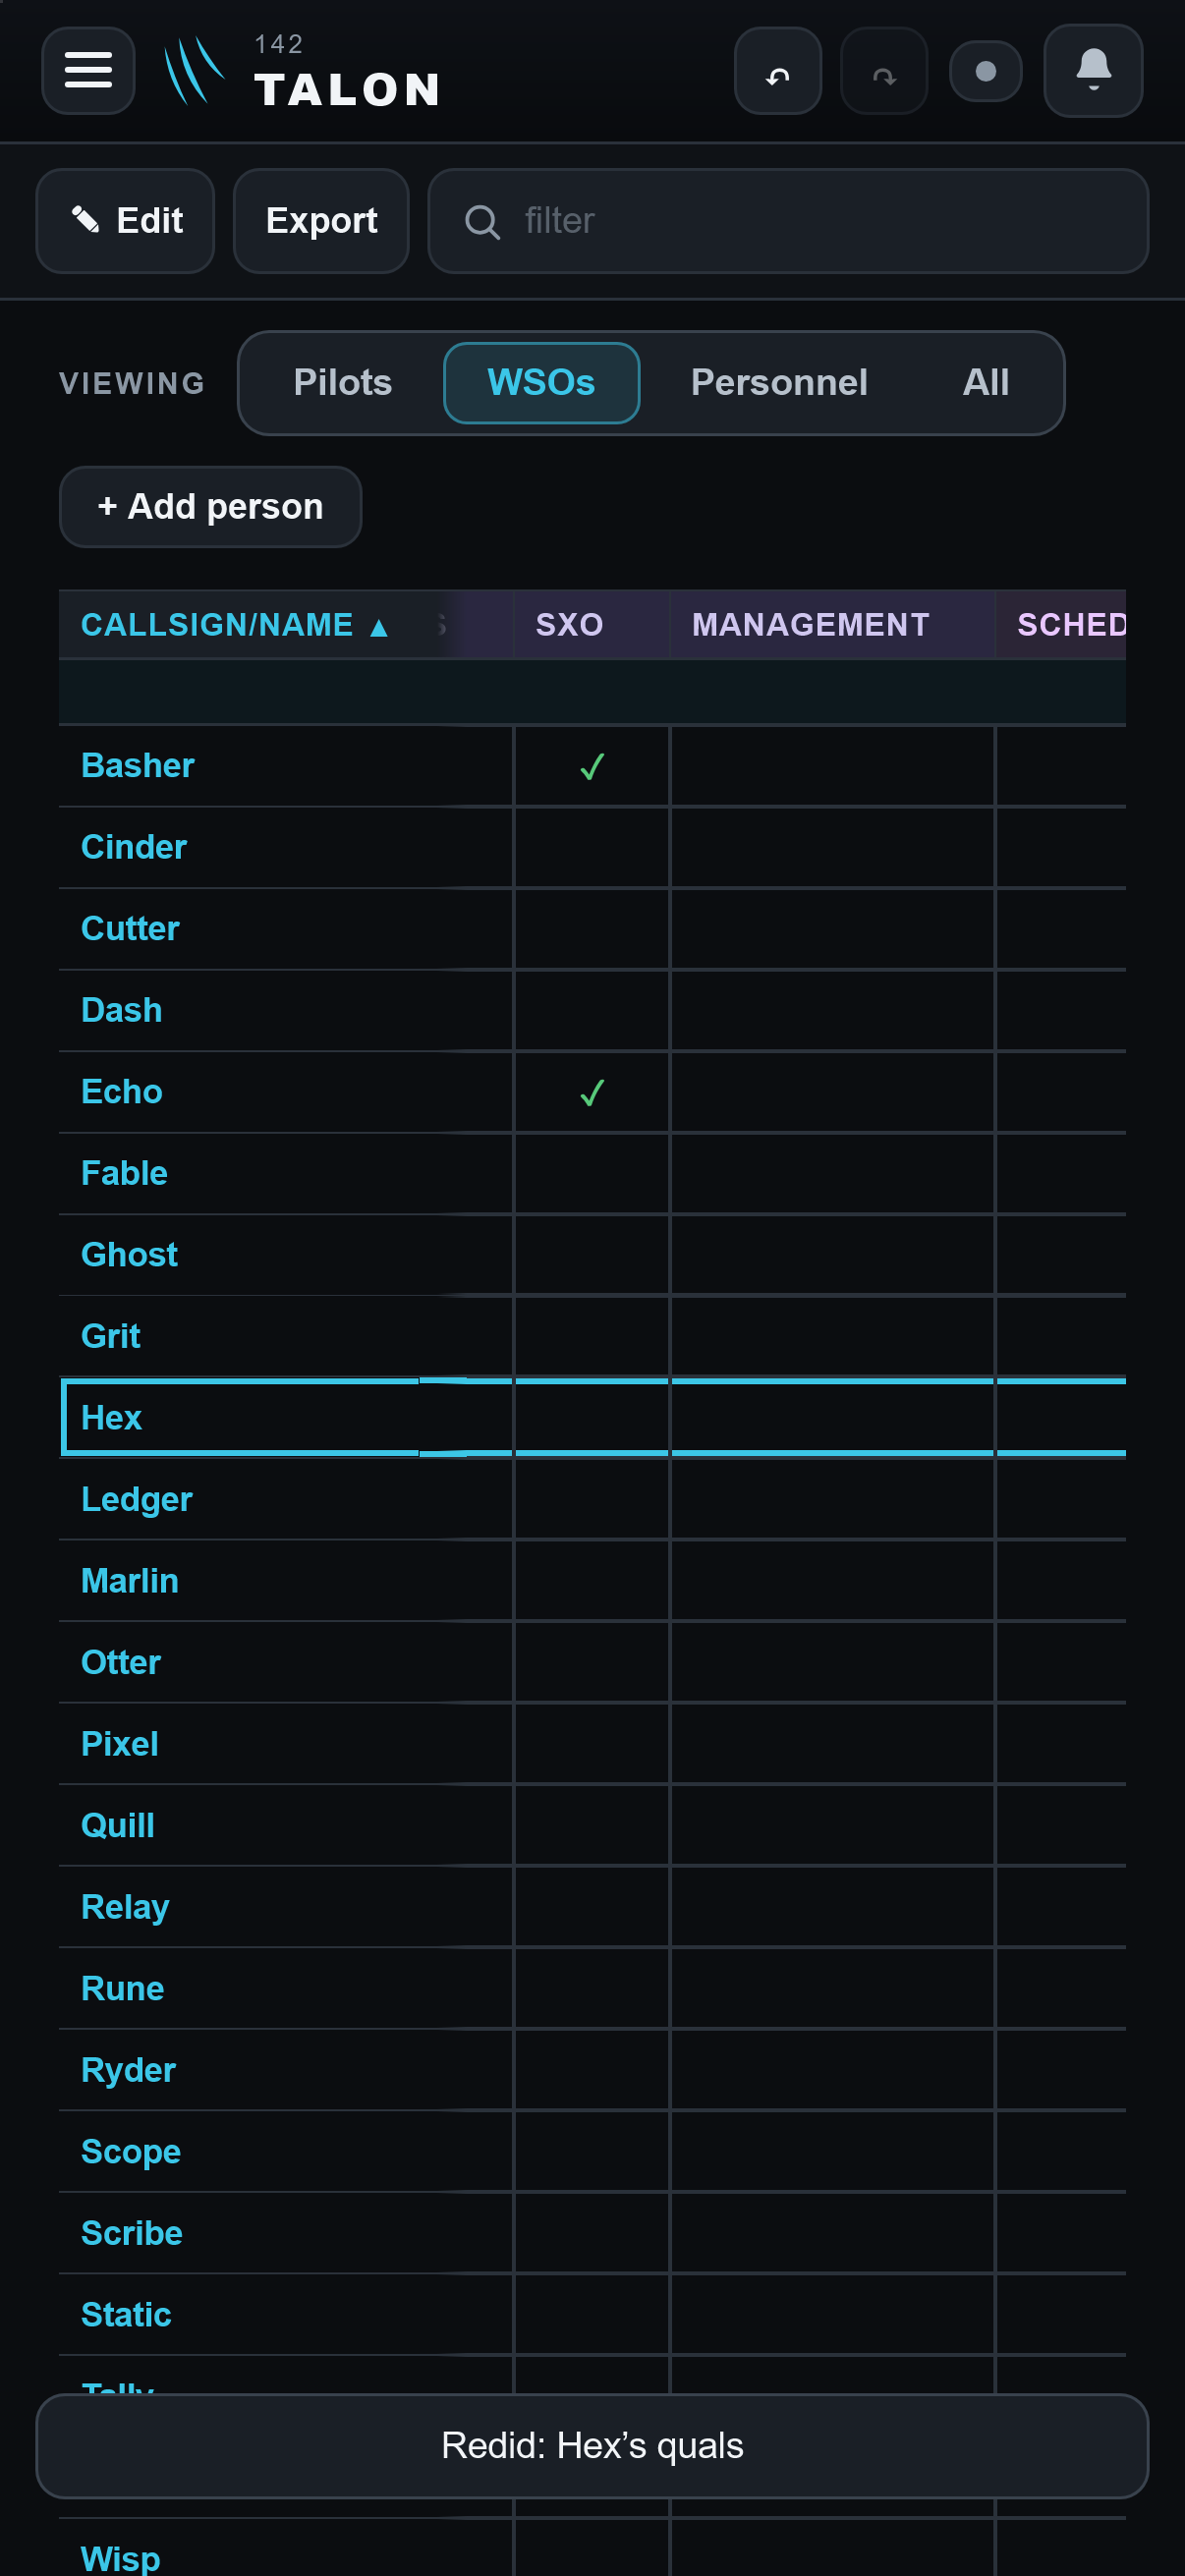 142
TALON
Edit
Export
filter
VIEWING
Pilots
WSOs
Personnel
All
+ Add person
CALLSIGN/NAME ▲ SXO MANAGEMENT SCHED
Basher ✓
Cinder
Cutter
Dash
Echo ✓
Fable
Ghost
Grit
Hex
Ledger
Marlin
Otter
Pixel
Quill
Relay
Rune
Ryder
Scope
Scribe
Static
Redid: Hex’s quals
Wisp